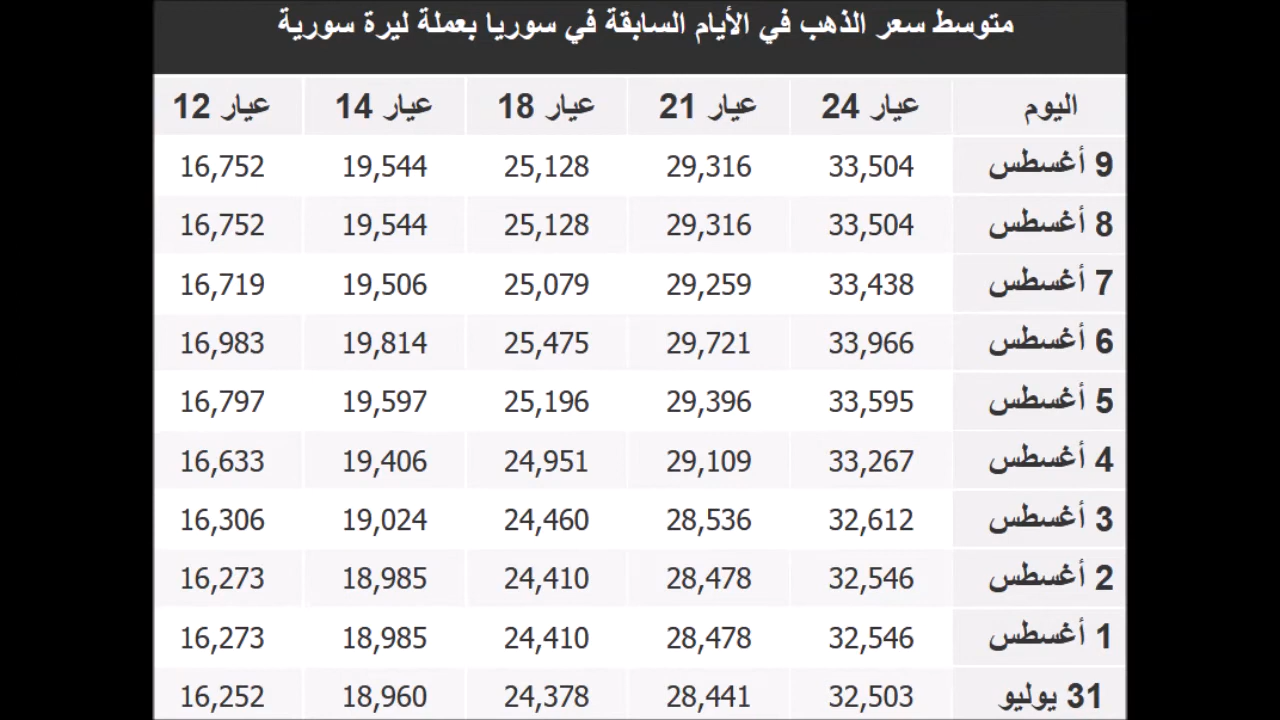 متوسط سعر الذهب في الأيام السابقة في سوريا بعملة ليرة سورية
اليوم عيار 24 عيار 21 عيار 18 عيار 14 عيار 12
9 أغسطس 33,504 29,316 25,128 19,544 16,752
8 أغسطس 33,504 29,316 25,128 19,544 16,752
7 أغسطس 33,438 29,259 25,079 19,506 16,719
6 أغسطس 33,966 29,721 25,475 19,814 16,983
5 أغسطس 33,595 29,396 25,196 19,597 16,797
4 أغسطس 33,267 29,109 24,951 19,406 16,633
3 أغسطس 32,612 28,536 24,460 19,024 16,306
2 أغسطس 32,546 28,478 24,410 18,985 16,273
1 أغسطس 32,546 28,478 24,410 18,985 16,273
31 يوليو 32,503 28,441 24,378 18,960 16,252